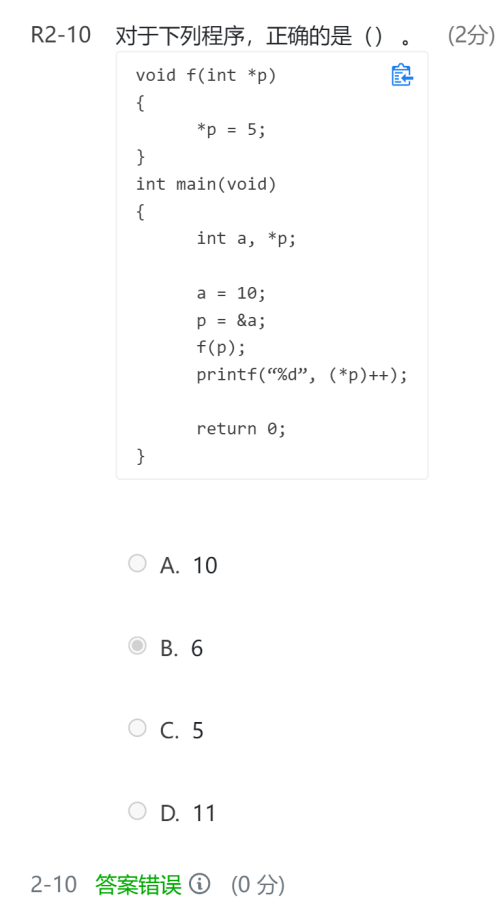 R2-10 对于下列程序，正确的是（） 。 (2分)
void f(int *p)
{
*p = 5;
}
int main(void)
{
int a, *p;
a = 10;
p = &a;
f(p);
printf(“%d”, (*p)++);
return 0;
}
A. 10
B. 6
C. 5
D. 11
2-10 答案错误 (0 分)